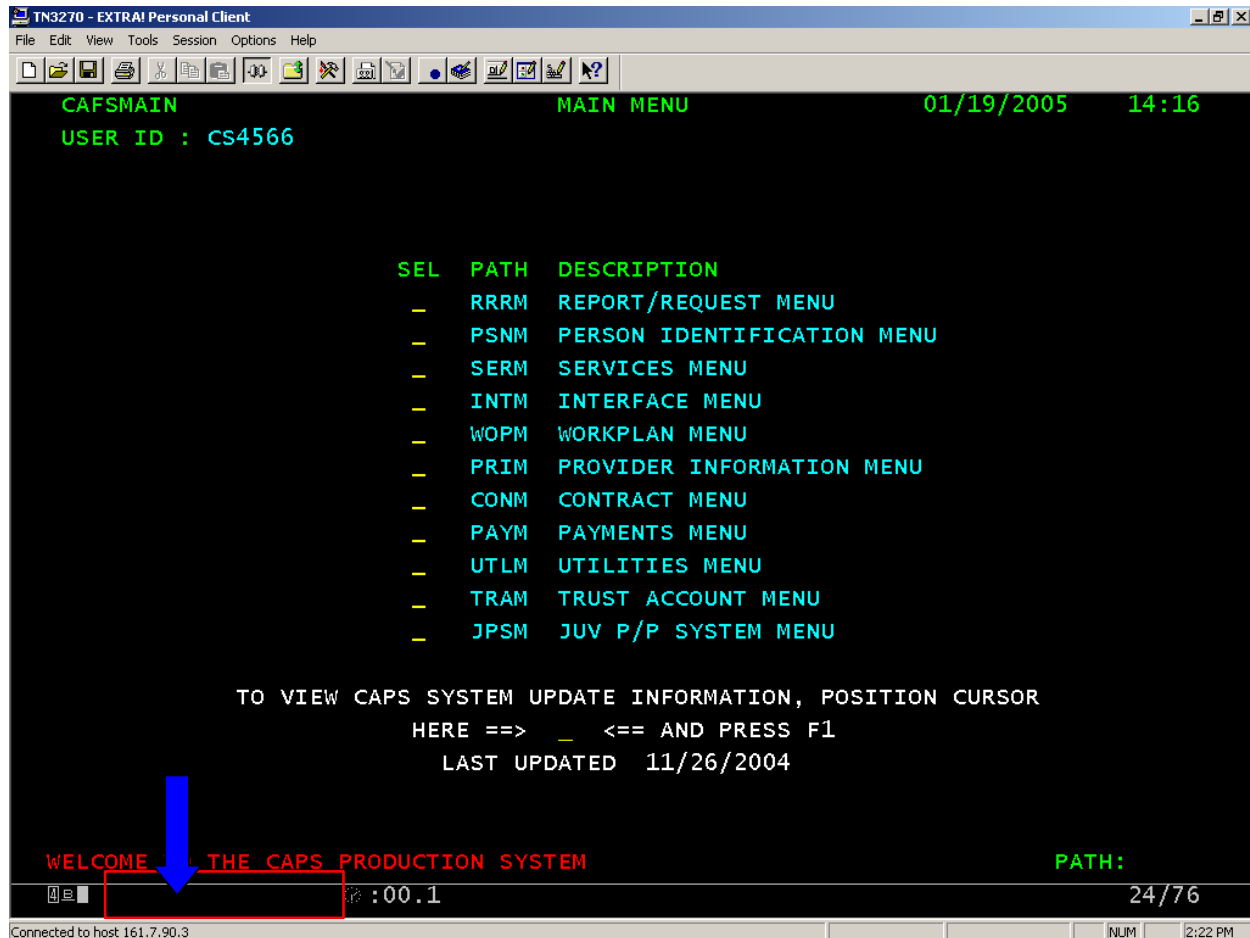 TN3270 - EXTRA! Personal Client
File Edit View Tools Session Options Help
CAFSMAIN MAIN MENU 01/19/2005 14:16
USER ID : CS4566
SEL PATH DESCRIPTION
_ RRRM REPORT/REQUEST MENU
_ PSNM PERSON IDENTIFICATION MENU
_ SERM SERVICES MENU
_ INTM INTERFACE MENU
_ WOPM WORKPLAN MENU
_ PRIM PROVIDER INFORMATION MENU
_ CONM CONTRACT MENU
_ PAYM PAYMENTS MENU
_ UTLM UTILITIES MENU
_ TRAM TRUST ACCOUNT MENU
_ JPSM JUV P/P SYSTEM MENU
TO VIEW CAPS SYSTEM UPDATE INFORMATION, POSITION CURSOR
HERE ==> _ <== AND PRESS F1
LAST UPDATED 11/26/2004
WELCOME THE CAPS PRODUCTION SYSTEM PATH:
4 B :00.1 24/76
Connected to host 161.7.90.3 NUM 2:22 PM